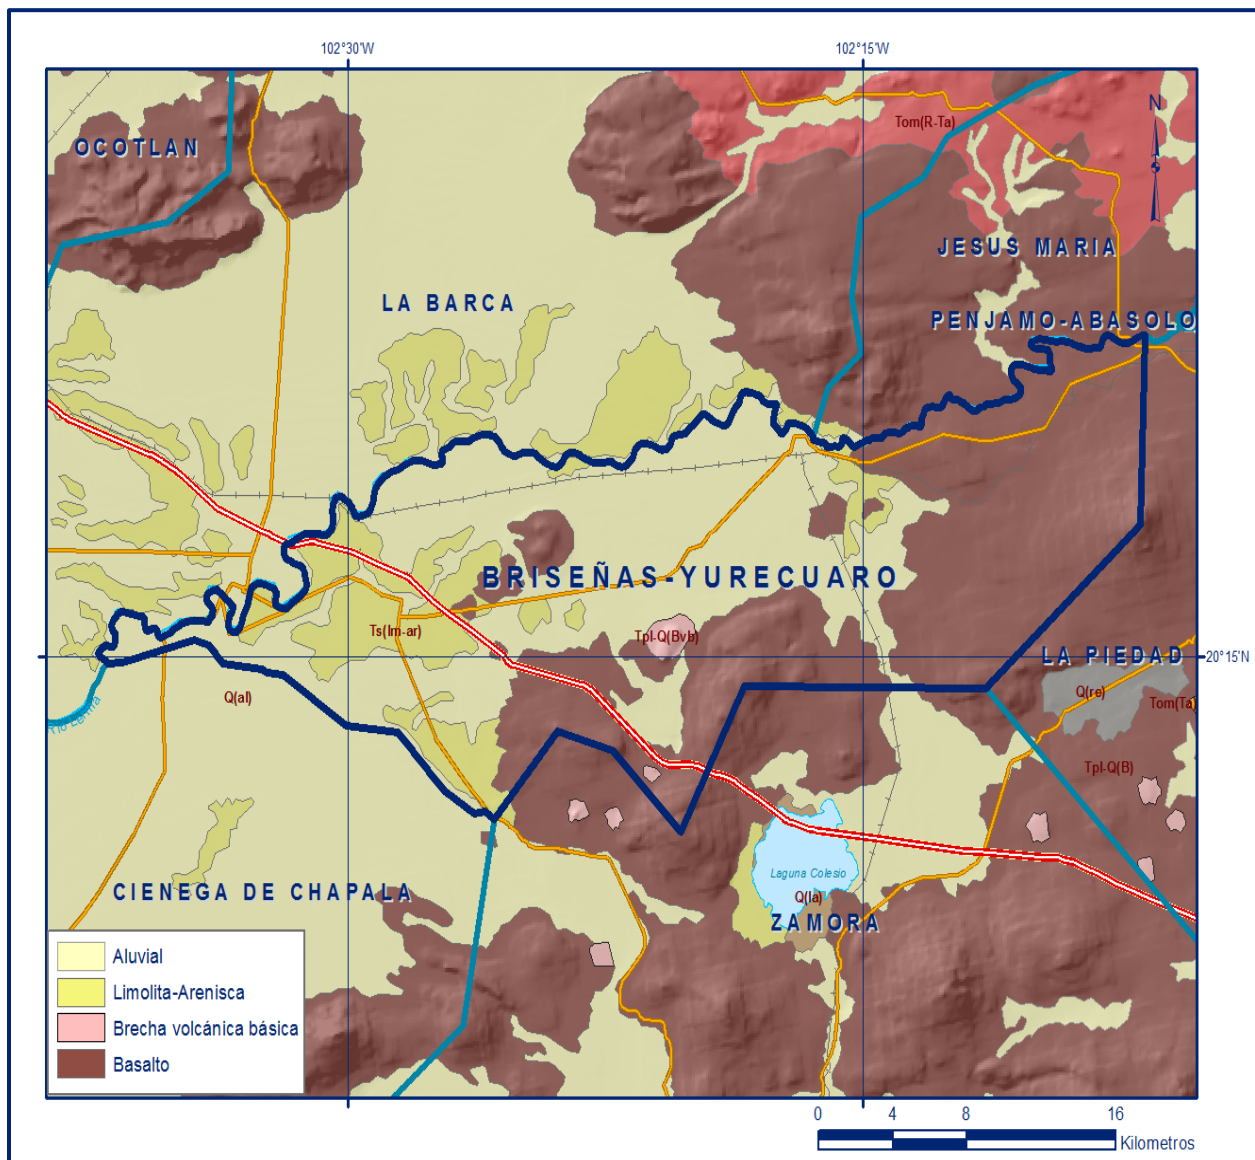 102°30'W
102°15'W
Tom(R-Ta)
N
OCOTLAN
JESUS MARIA
LA BARCA
PENJAMO-ABASOLO
BRISEÑAS-YURECUARO
Ts(lm-ar)
Tpl-Q(Bvb)
LA PIEDAD
20°15'N
Q(al)
Q(re)
Tom(Ta)
Río Lerma
Tpl-Q(B)
Laguna Colesio
CIENEGA DE CHAPALA
Q(la)
ZAMORA
Aluvial
Limolita-Arenisca
Brecha volcánica básica
Basalto
0 4 8 16
Kilometros